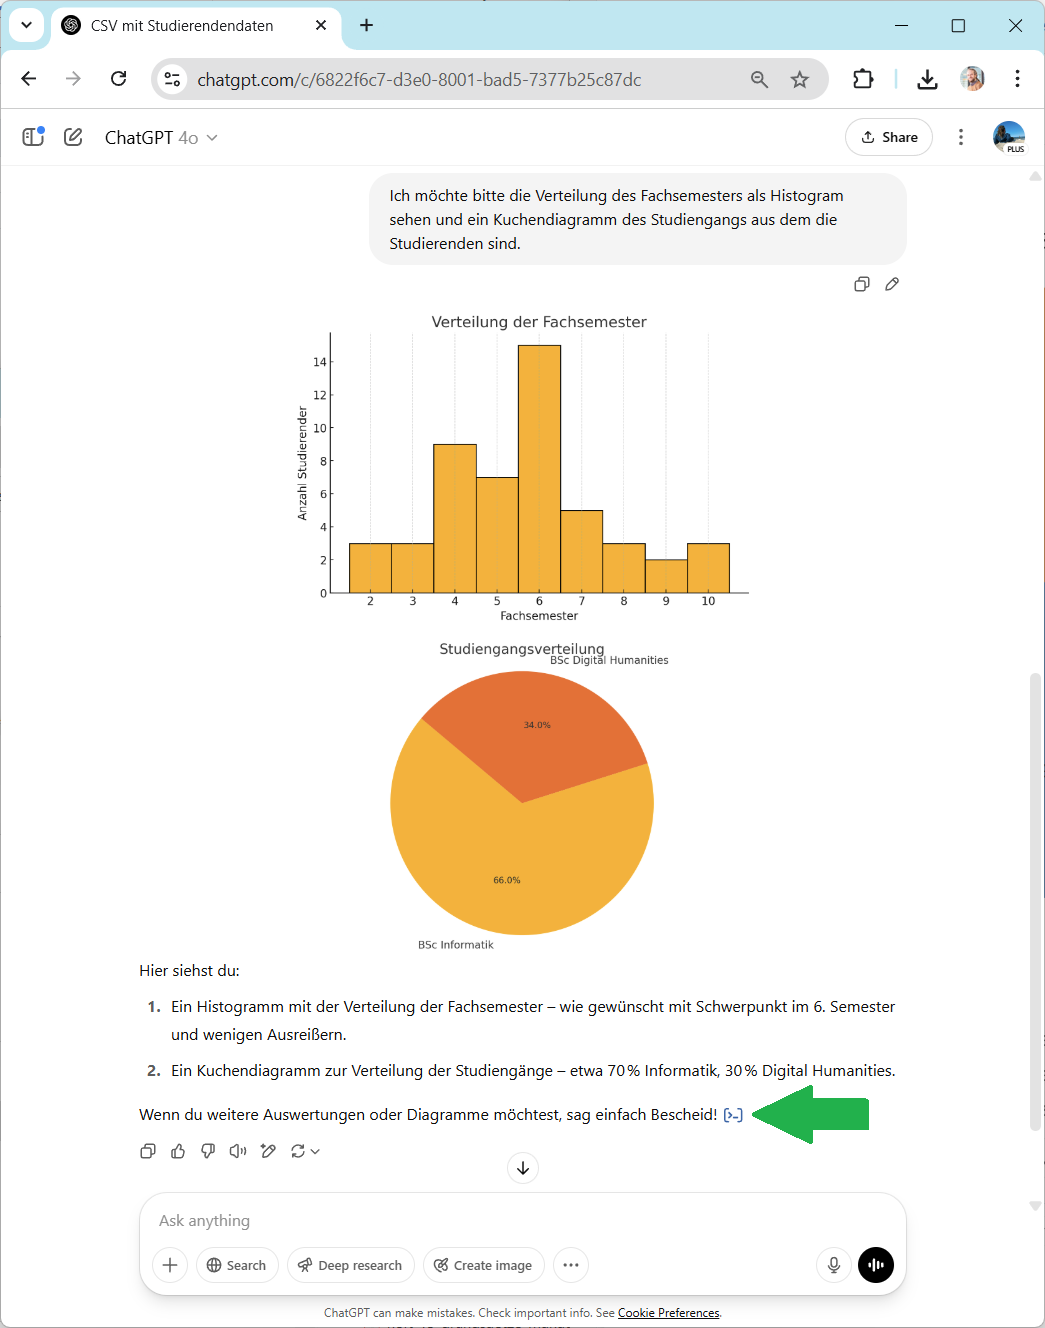 CSV mit Studierendendaten
chatgpt.com/c/6822f6c7-d3e0-8001-bad5-7377b25c87dc
ChatGPT 4o
Share
PLUS
Ich möchte bitte die Verteilung des Fachsemesters als Histogram
sehen und ein Kuchendiagramm des Studiengangs aus dem die
Studierenden sind.
Verteilung der Fachsemester
14
12
10
8
6
4
2
0
Anzahl Studierender
2 3 4 5 6 7 8 9 10
Fachsemester
Studiengangsverteilung
BSc Digital Humanities
34.0%
66.0%
BSc Informatik
Hier siehst du:
1. Ein Histogramm mit der Verteilung der Fachsemester – wie gewünscht mit Schwerpunkt im 6. Semester
und wenigen Ausreißern.
2. Ein Kuchendiagramm zur Verteilung der Studiengänge – etwa 70 % Informatik, 30 % Digital Humanities.
Wenn du weitere Auswertungen oder Diagramme möchtest, sag einfach Bescheid! [>-]
Ask anything
Search
Deep research
Create image
ChatGPT can make mistakes. Check important info. See Cookie Preferences.